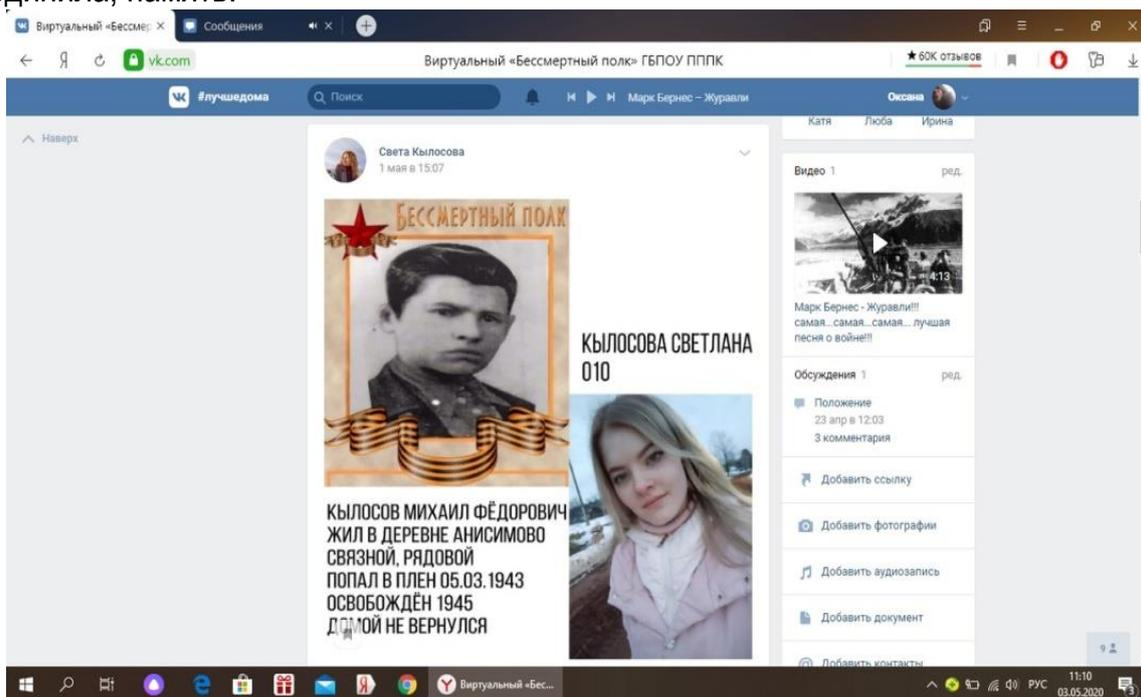 Виртуальный «Бессмер
Сообщения
vk.com
Виртуальный «Бессмертный полк» ГБПОУ ПППК
★ 60К отзывов
#лучшедома
Поиск
Марк Бернес – Журавли
Оксана
Наверх
Света Кылосова
1 мая в 15:07
БЕССМЕРТНЫЙ ПОЛК
КЫЛОСОВА СВЕТЛАНА
010
КЫЛОСОВ МИХАИЛ ФЁДОРОВИЧ
ЖИЛ В ДЕРЕВНЕ АНИСИМОВО
СВЯЗНОЙ, РЯДОВОЙ
ПОПАЛ В ПЛЕН 05.03.1943
ОСВОБОЖДЁН 1945
ДОМОЙ НЕ ВЕРНУЛСЯ
Катя Люба Ирина
Видео 1 ред.
4:13
Марк Бернес - Журавли!!!
самая...самая...самая... лучшая
песня о войне!!!
Обсуждения 1 ред.
Положение
23 апр в 12:03
3 комментария
Добавить ссылку
Добавить фотографии
Добавить аудиозапись
Добавить документ
Добавить контакты
9
Виртуальный «Бес...
РУС
11:10
03.05.2020